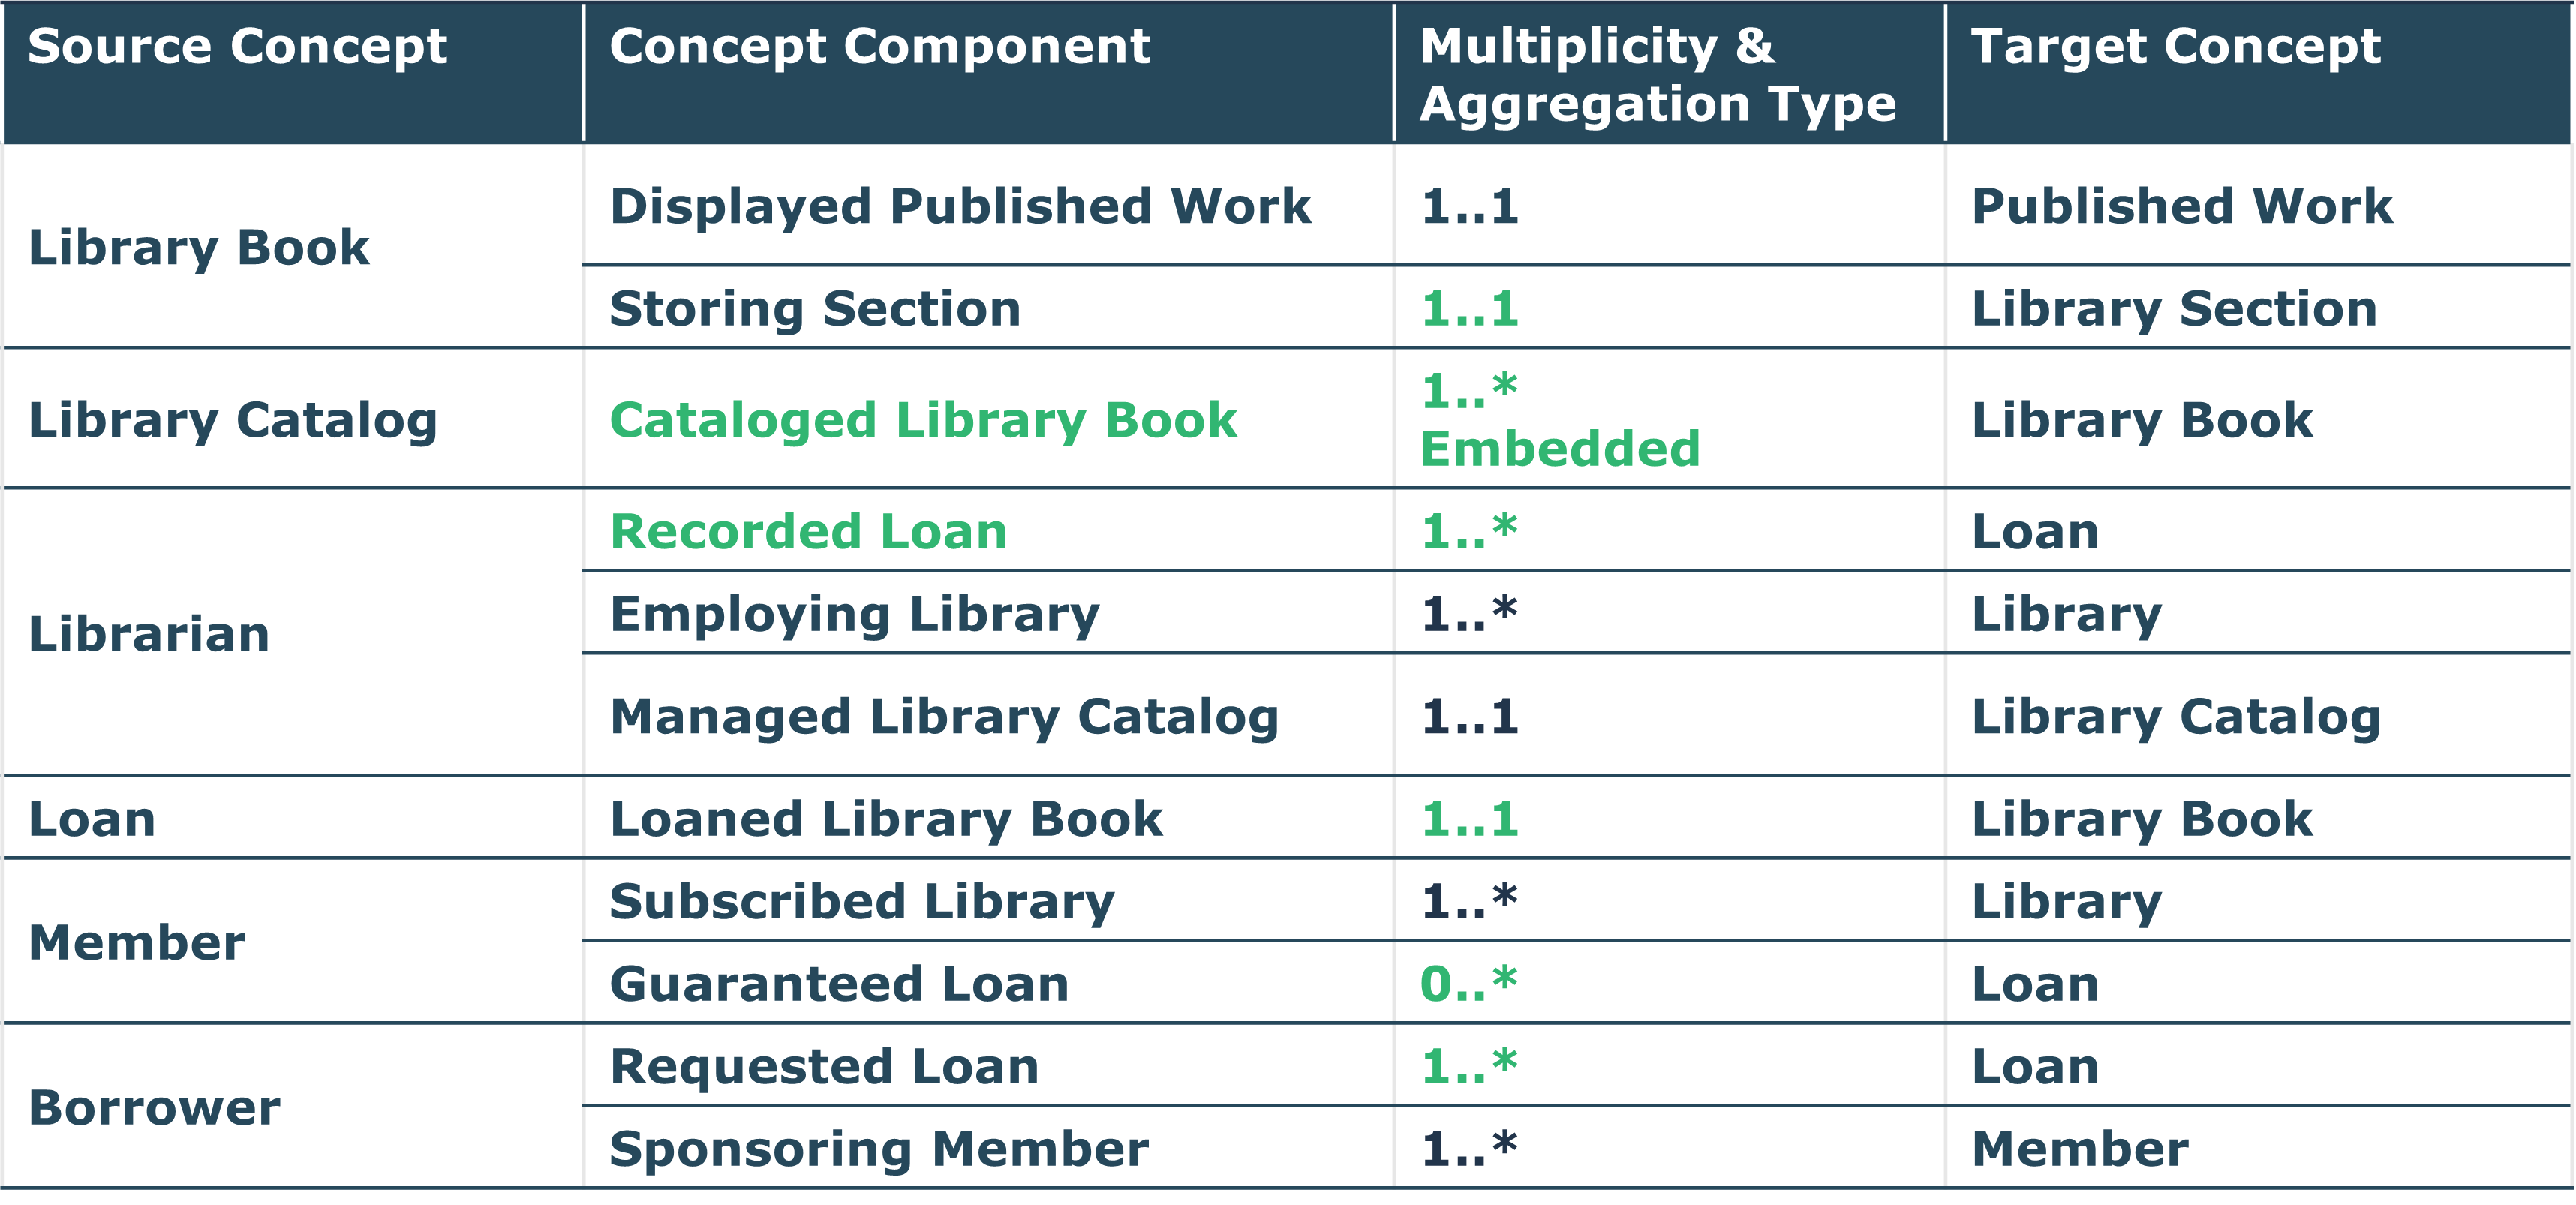 Source Concept
Concept Component
Multiplicity &
Aggregation Type
Target Concept
Library Book
Displayed Published Work
1..1
Published Work
Storing Section
1..1
Library Section
Library Catalog
Cataloged Library Book
1..*
Embedded
Library Book
Librarian
Recorded Loan
1..*
Loan
Employing Library
1..*
Library
Managed Library Catalog
1..1
Library Catalog
Loan
Loaned Library Book
1..1
Library Book
Member
Subscribed Library
1..*
Library
Guaranteed Loan
0..*
Loan
Borrower
Requested Loan
1..*
Loan
Sponsoring Member
1..*
Member